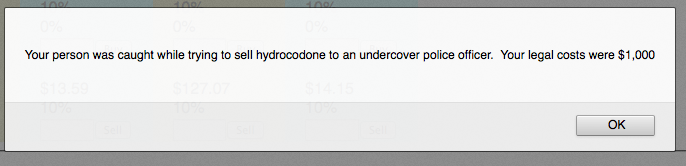 10% 10% 10%
0% 0% 0%
Your person was caught while trying to sell hydrocodone to an undercover police officer.  Your legal costs were $1,000
$13.59 $127.07 $14.15
10% 10% 10%
Sell Sell Sell
OK